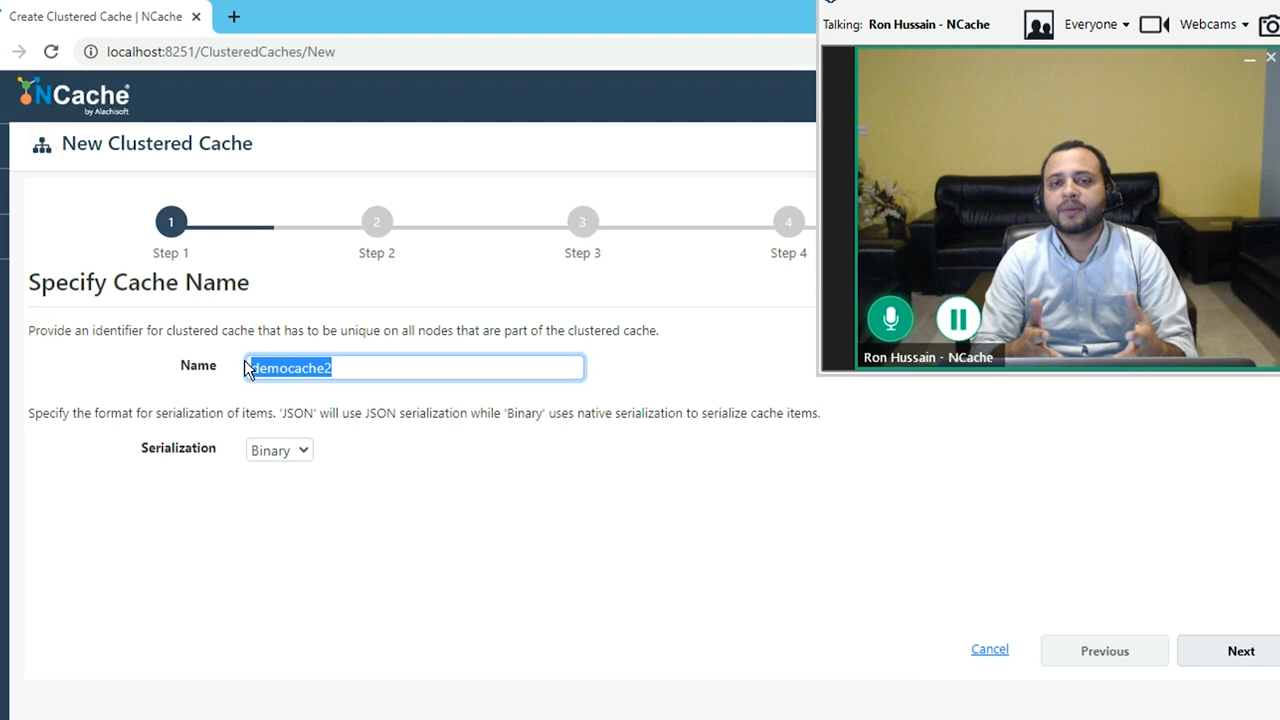 Create Clustered Cache | NCache
localhost:8251/ClusteredCaches/New
NCache
by Alachisoft
New Clustered Cache
1
2
3
4
Step 1
Step 2
Step 3
Step 4
Specify Cache Name
Provide an identifier for clustered cache that has to be unique on all nodes that are part of the clustered cache.
Name
democache2
Specify the format for serialization of items. 'JSON' will use JSON serialization while 'Binary' uses native serialization to serialize cache items.
Serialization
Binary
Cancel
Previous
Next
Talking: Ron Hussain - NCache
Everyone
Webcams
Ron Hussain - NCache